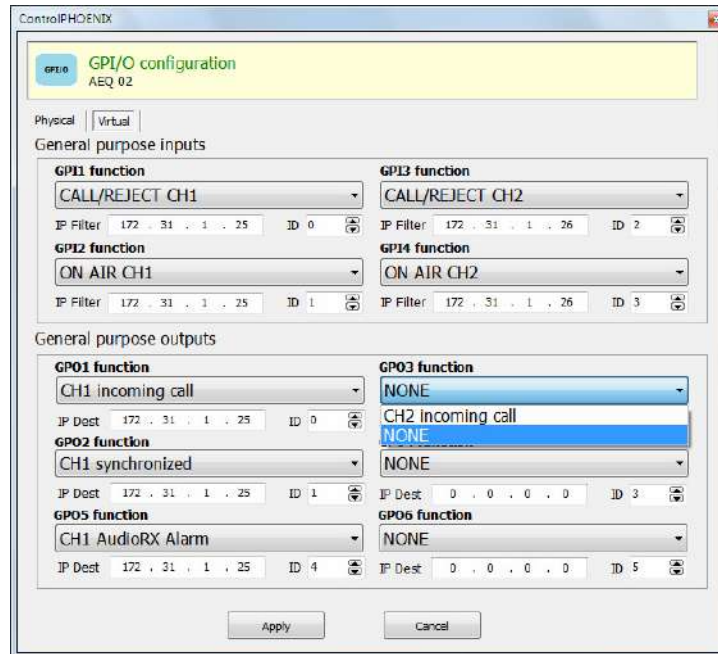 ControlPHOENIX
GPI/O
GPI/O configuration
AEQ 02
Physical Virtual
General purpose inputs
GPI1 function GPI3 function
CALL/REJECT CH1 CALL/REJECT CH2
IP Filter 172 . 31 . 1 . 25 ID 0 IP Filter 172 . 31 . 1 . 26 ID 2
GPI2 function GPI4 function
ON AIR CH1 ON AIR CH2
IP Filter 172 . 31 . 1 . 25 ID 1 IP Filter 172 . 31 . 1 . 26 ID 3
General purpose outputs
GPO1 function GPO3 function
CH1 incoming call NONE
IP Dest 172 . 31 . 1 . 25 ID 0 CH2 incoming call
GPO2 function NONE
CH1 synchronized NONE
IP Dest 172 . 31 . 1 . 25 ID 1 IP Dest 0 . 0 . 0 . 0 ID 3
GPO5 function GPO6 function
CH1 AudioRX Alarm NONE
IP Dest 172 . 31 . 1 . 25 ID 4 IP Dest 0 . 0 . 0 . 0 ID 5
Apply Cancel